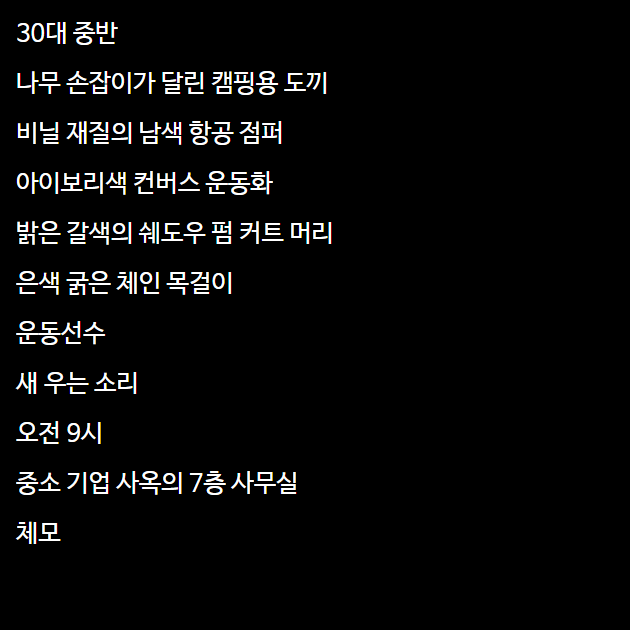 30대 중반
나무 손잡이가 달린 캠핑용 도끼
비닐 재질의 남색 항공 점퍼
아이보리색 컨버스 운동화
밝은 갈색의 쉐도우 펌 커트 머리
은색 굵은 체인 목걸이
운동선수
새 우는 소리
오전 9시
중소 기업 사옥의 7층 사무실
체모